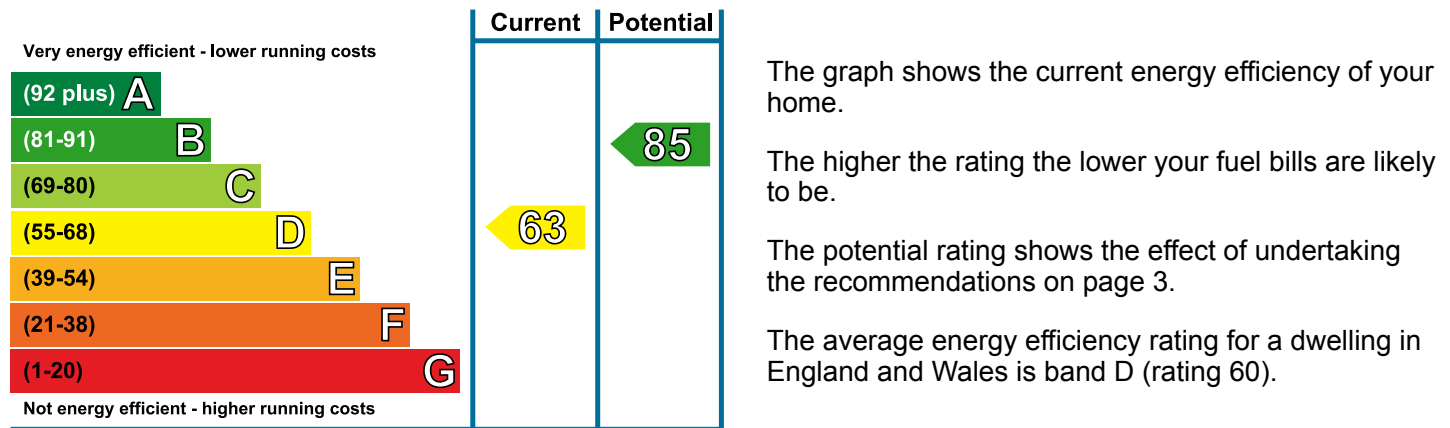 Current Potential
Very energy efficient - lower running costs
(92 plus) A
(81-91) B
85
(69-80) C
(55-68) D
63
(39-54) E
(21-38) F
(1-20) G
Not energy efficient - higher running costs
The graph shows the current energy efficiency of your
home.
The higher the rating the lower your fuel bills are likely
to be.
The potential rating shows the effect of undertaking
the recommendations on page 3.
The average energy efficiency rating for a dwelling in
England and Wales is band D (rating 60).